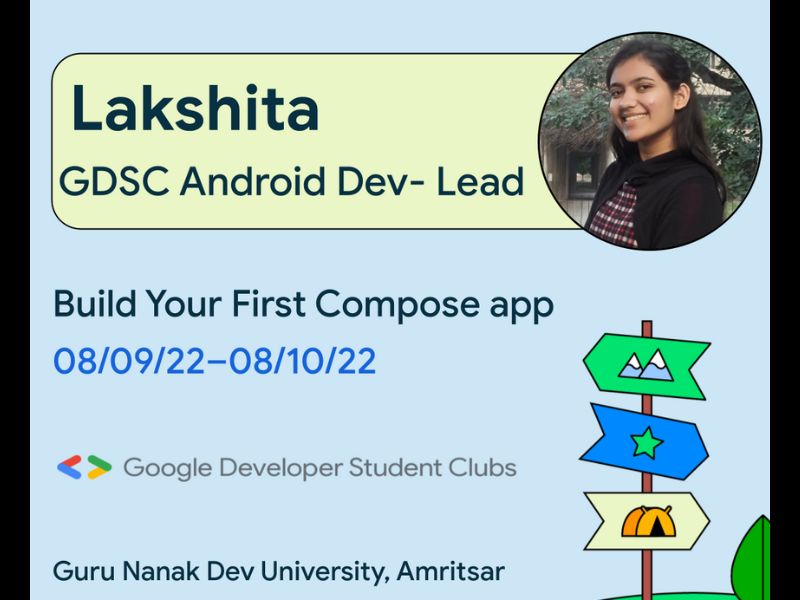 Lakshita
GDSC Android Dev- Lead
Build Your First Compose app
08/09/22–08/10/22
Google Developer Student Clubs
Guru Nanak Dev University, Amritsar